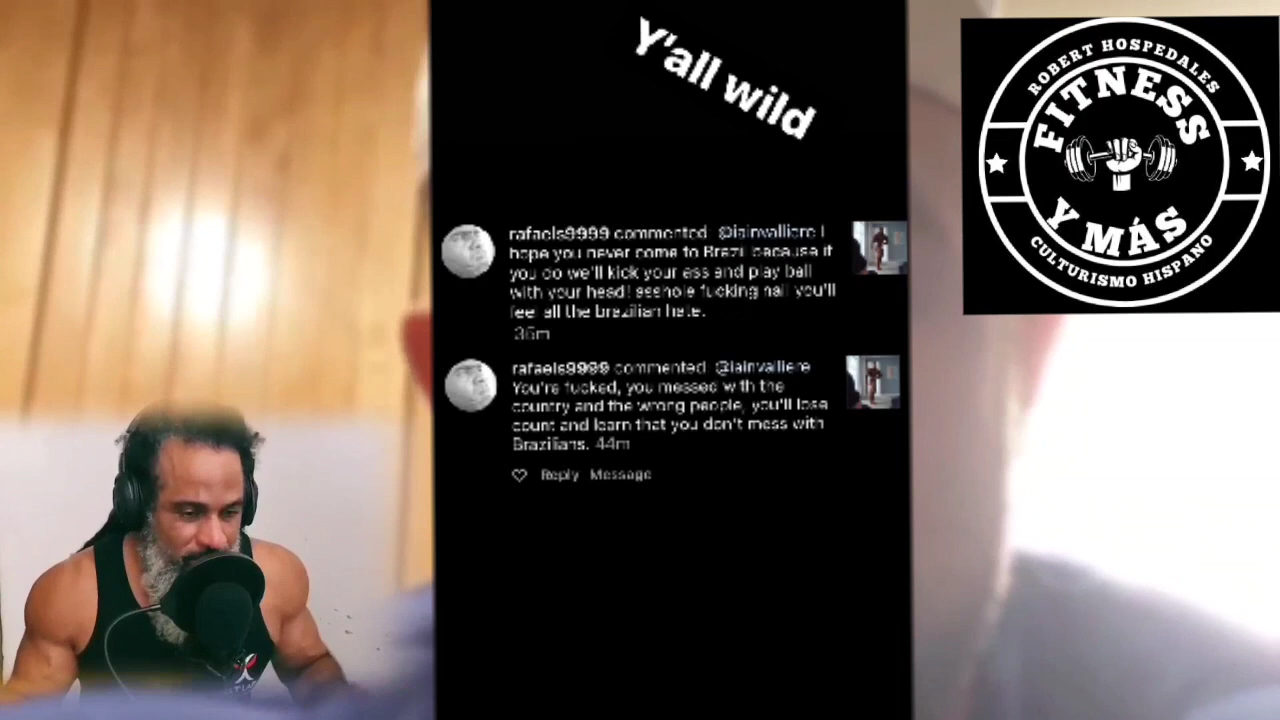 Y'all wild
ROBERT HOSPEDALES
FITNESS
Y MÁS
CULTURISMO HISPANO
rafaels9999 commented @iainvalliere I
hope you never come to Brazil because if
you do we'll kick your ass and play ball
with your head! asshole fucking nail you'll
feel all the brazilian hate.
36m
rafaels9999 commented @iainvalliere
You're fucked, you messed with the
country and the wrong people, you'll lose
count and learn that you don't mess with
Brazilians. 44m
Reply Message